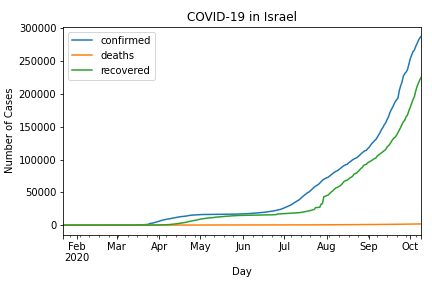 COVID-19 in Israel
confirmed
deaths
recovered
Number of Cases
300000
250000
200000
150000
100000
50000
0
Feb Mar Apr May Jun Jul Aug Sep Oct
2020
Day